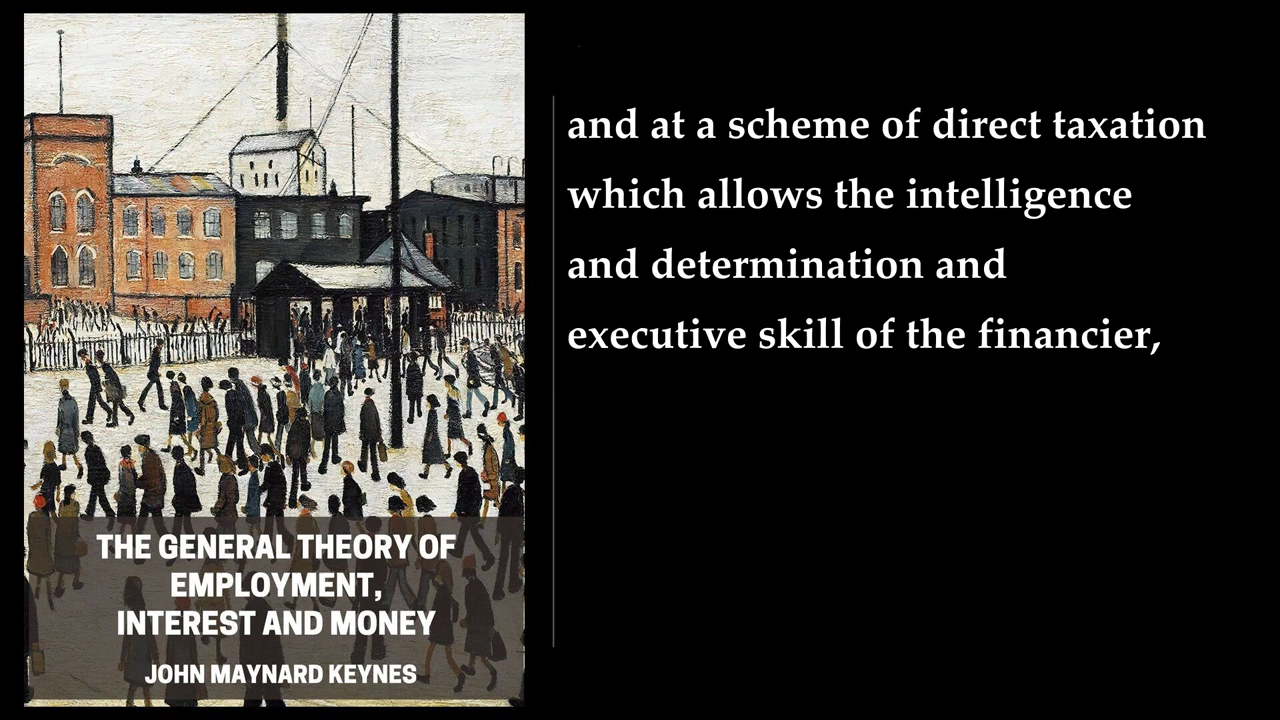 THE GENERAL THEORY OF
EMPLOYMENT,
INTEREST AND MONEY
JOHN MAYNARD KEYNES
and at a scheme of direct taxation
which allows the intelligence
and determination and
executive skill of the financier,